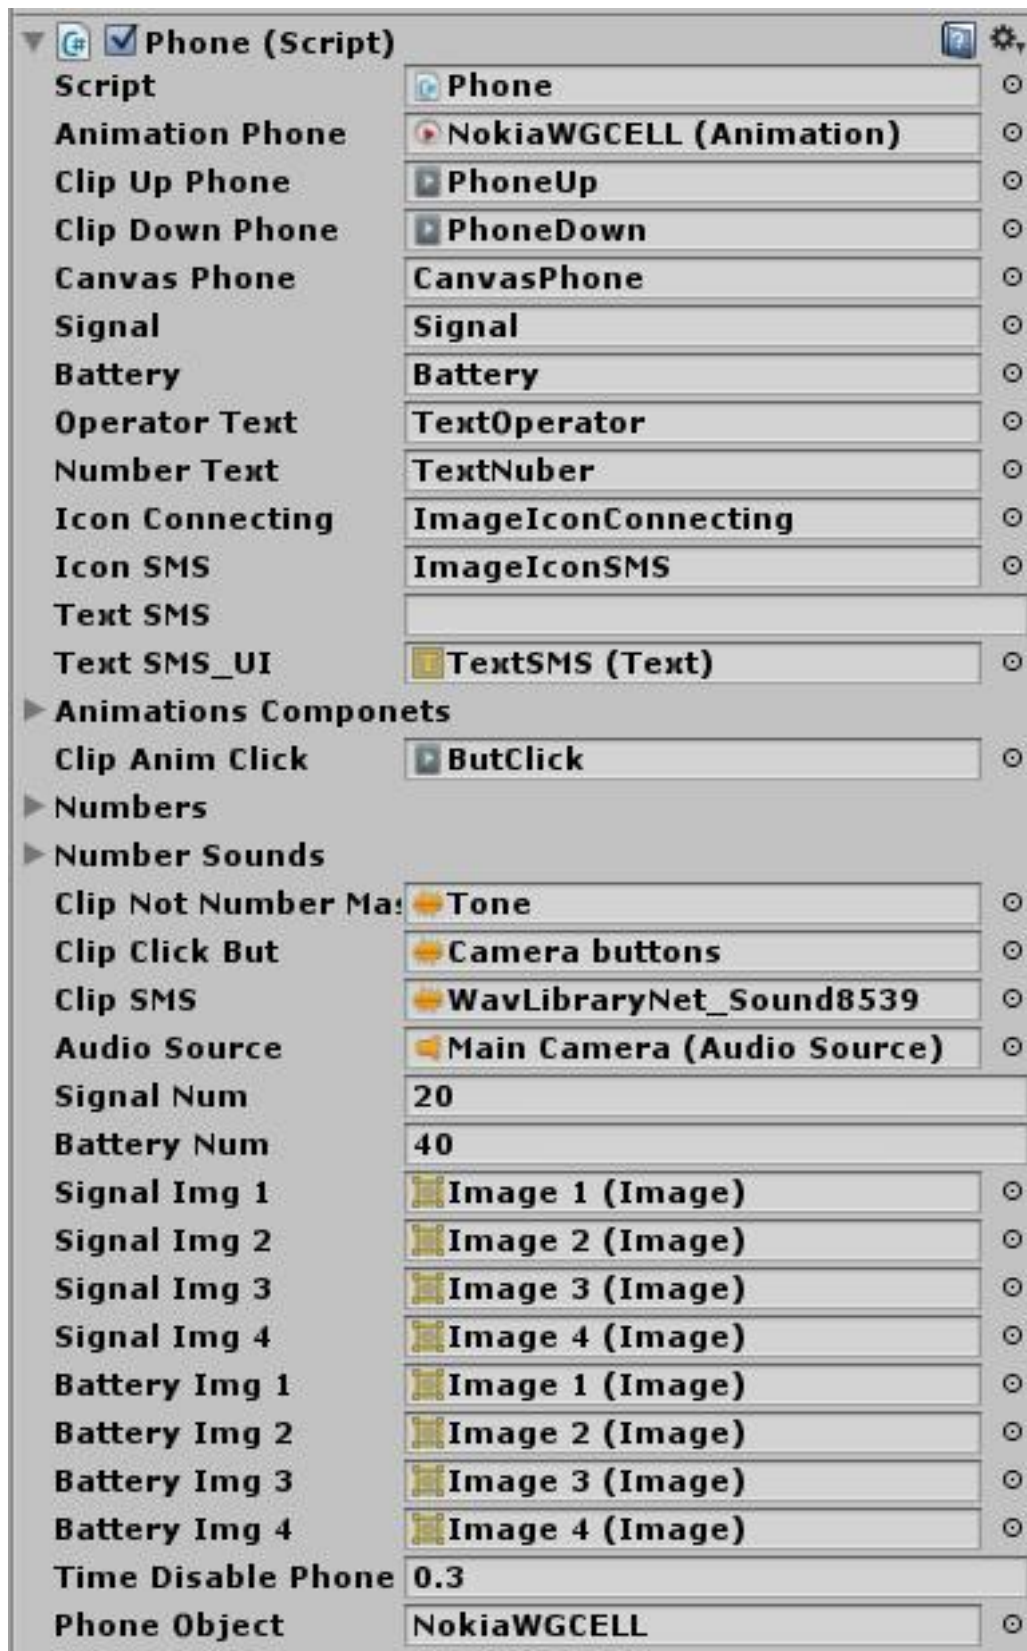 Phone (Script)
Script Phone
Animation Phone NokiaWGCELL (Animation)
Clip Up Phone PhoneUp
Clip Down Phone PhoneDown
Canvas Phone CanvasPhone
Signal Signal
Battery Battery
Operator Text TextOperator
Number Text TextNuber
Icon Connecting ImageIconConnecting
Icon SMS ImageIconSMS
Text SMS
Text SMS_UI TextSMS (Text)
Animations Componets
Clip Anim Click ButClick
Numbers
Number Sounds
Clip Not Number Mas Tone
Clip Click But Camera buttons
Clip SMS WavLibraryNet_Sound8539
Audio Source Main Camera (Audio Source)
Signal Num 20
Battery Num 40
Signal Img 1 Image 1 (Image)
Signal Img 2 Image 2 (Image)
Signal Img 3 Image 3 (Image)
Signal Img 4 Image 4 (Image)
Battery Img 1 Image 1 (Image)
Battery Img 2 Image 2 (Image)
Battery Img 3 Image 3 (Image)
Battery Img 4 Image 4 (Image)
Time Disable Phone 0.3
Phone Object NokiaWGCELL